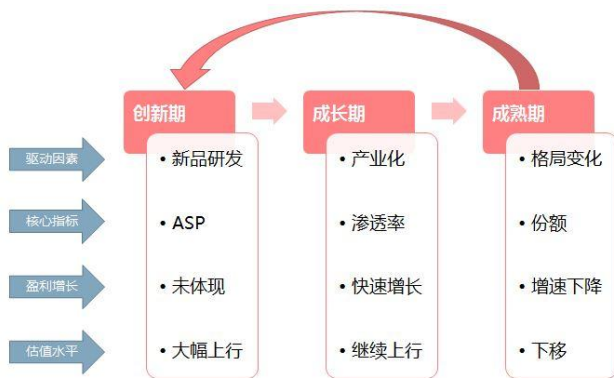 创新期
成长期
成熟期
驱动因素
• 新品研发
• 产业化
• 格局变化
核心指标
• ASP
• 渗透率
• 份额
盈利增长
• 未体现
• 快速增长
• 增速下降
估值水平
• 大幅上行
• 继续上行
• 下移